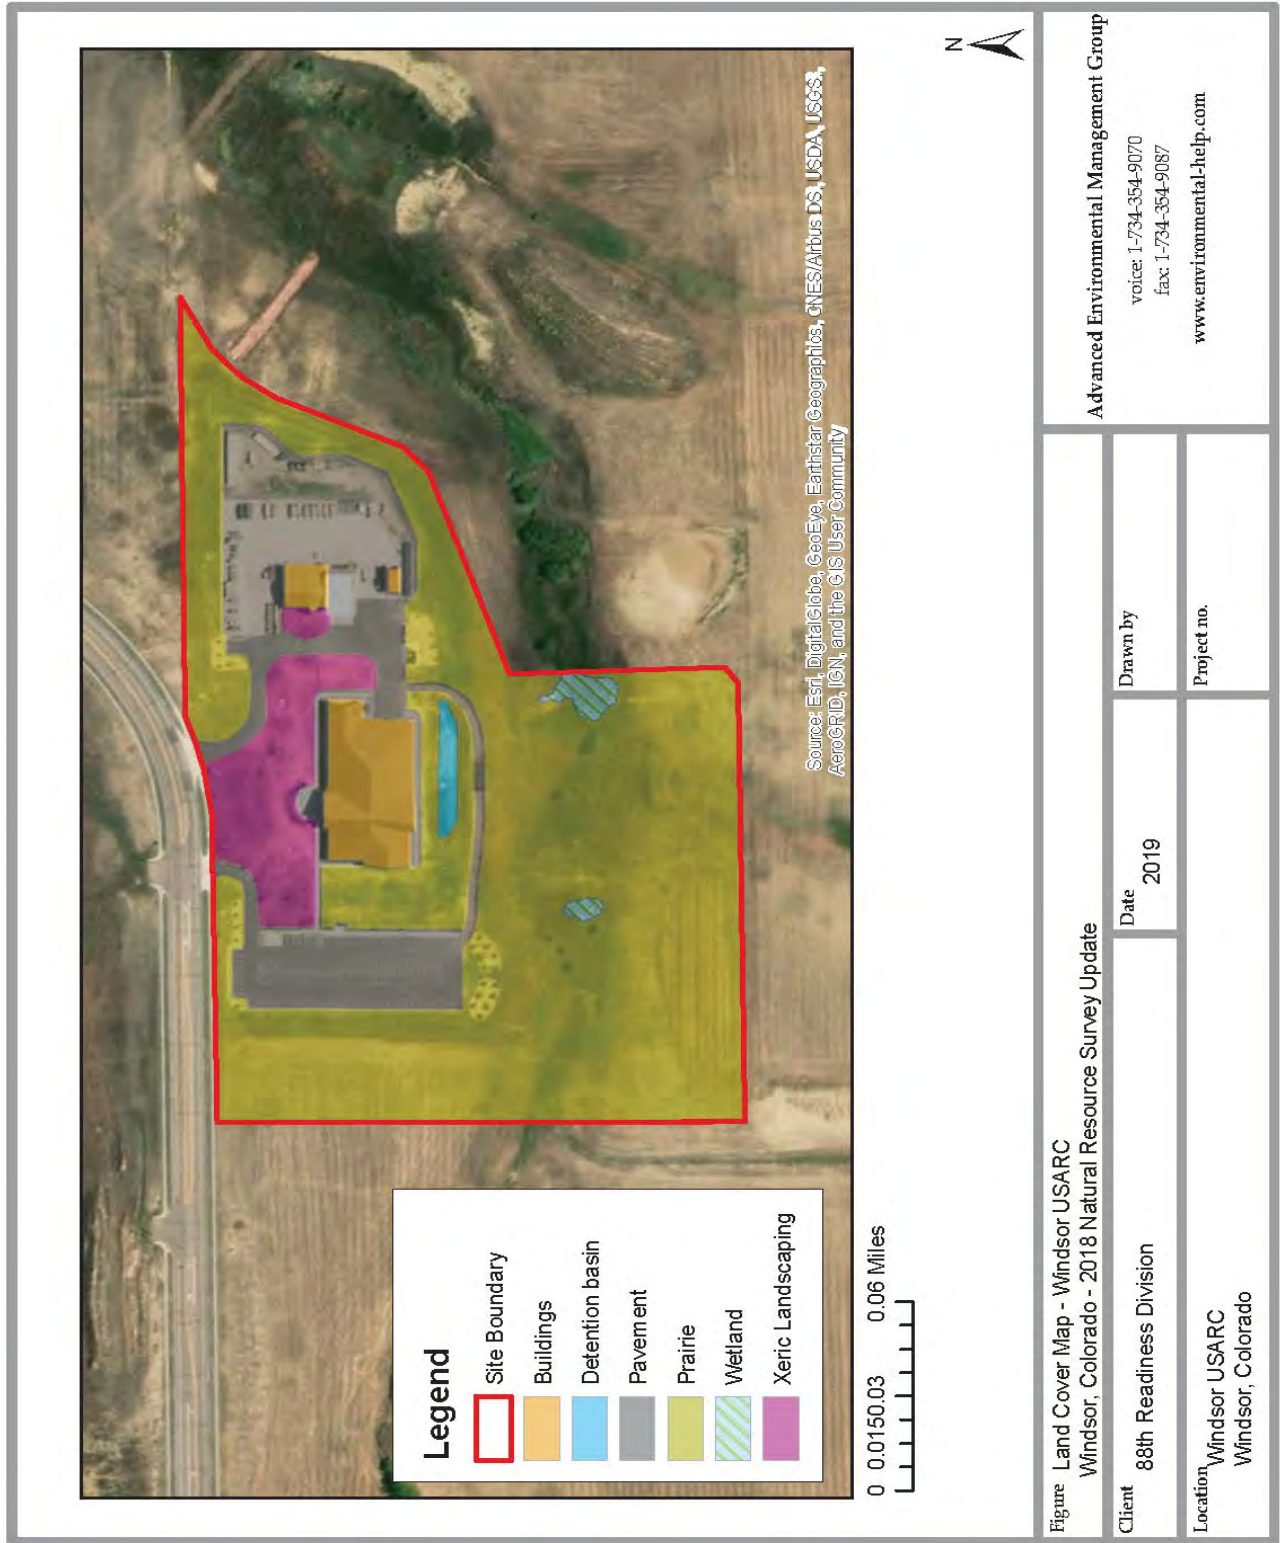 N
Source: Esri, DigitalGlobe, GeoEye, Earthstar Geographics, CNES/Airbus DS, USDA, USGS,
AeroGRID, IGN, and the GIS User Community
Legend
Site Boundary
Buildings
Detention basin
Pavement
Prairie
Wetland
Xeric Landscaping
0 0.0150.03 0.06 Miles
Figure Land Cover Map - Windsor USARC
Windsor, Colorado - 2018 Natural Resource Survey Update
Client
88th Readiness Division
Date
2019
Drawn by
Location
Windsor USARC
Windsor, Colorado
Project no.
Advanced Environmental Management Group
voice: 1-734-354-9070
fax: 1-734-354-9087
www.environmental-help.com